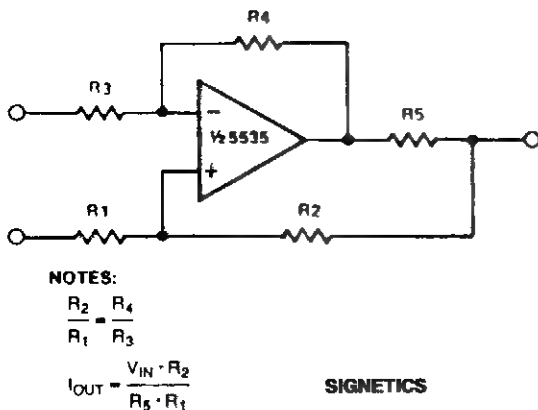 R4
R3
−
½ 5535
R5
+
R1
R2
NOTES:
R2/R1 = R4/R3
IOUT = VIN · R2 / R5 · R1
SIGNETICS